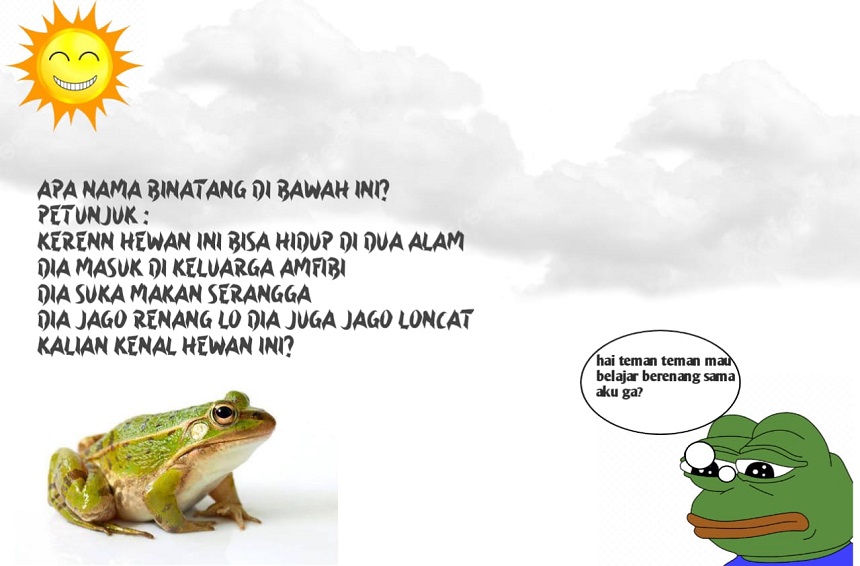 APA NAMA BINATANG DI BAWAH INI?
PETUNJUK :
KERENN HEWAN INI BISA HIDUP DI DUA ALAM
DIA MASUK DI KELUARGA AMFIBI
DIA SUKA MAKAN SERANGGA
DIA JAGO RENANG LO DIA JUGA JAGO LONCAT
KALIAN KENAL HEWAN INI?
hai teman teman mau
belajar berenang sama
aku ga?